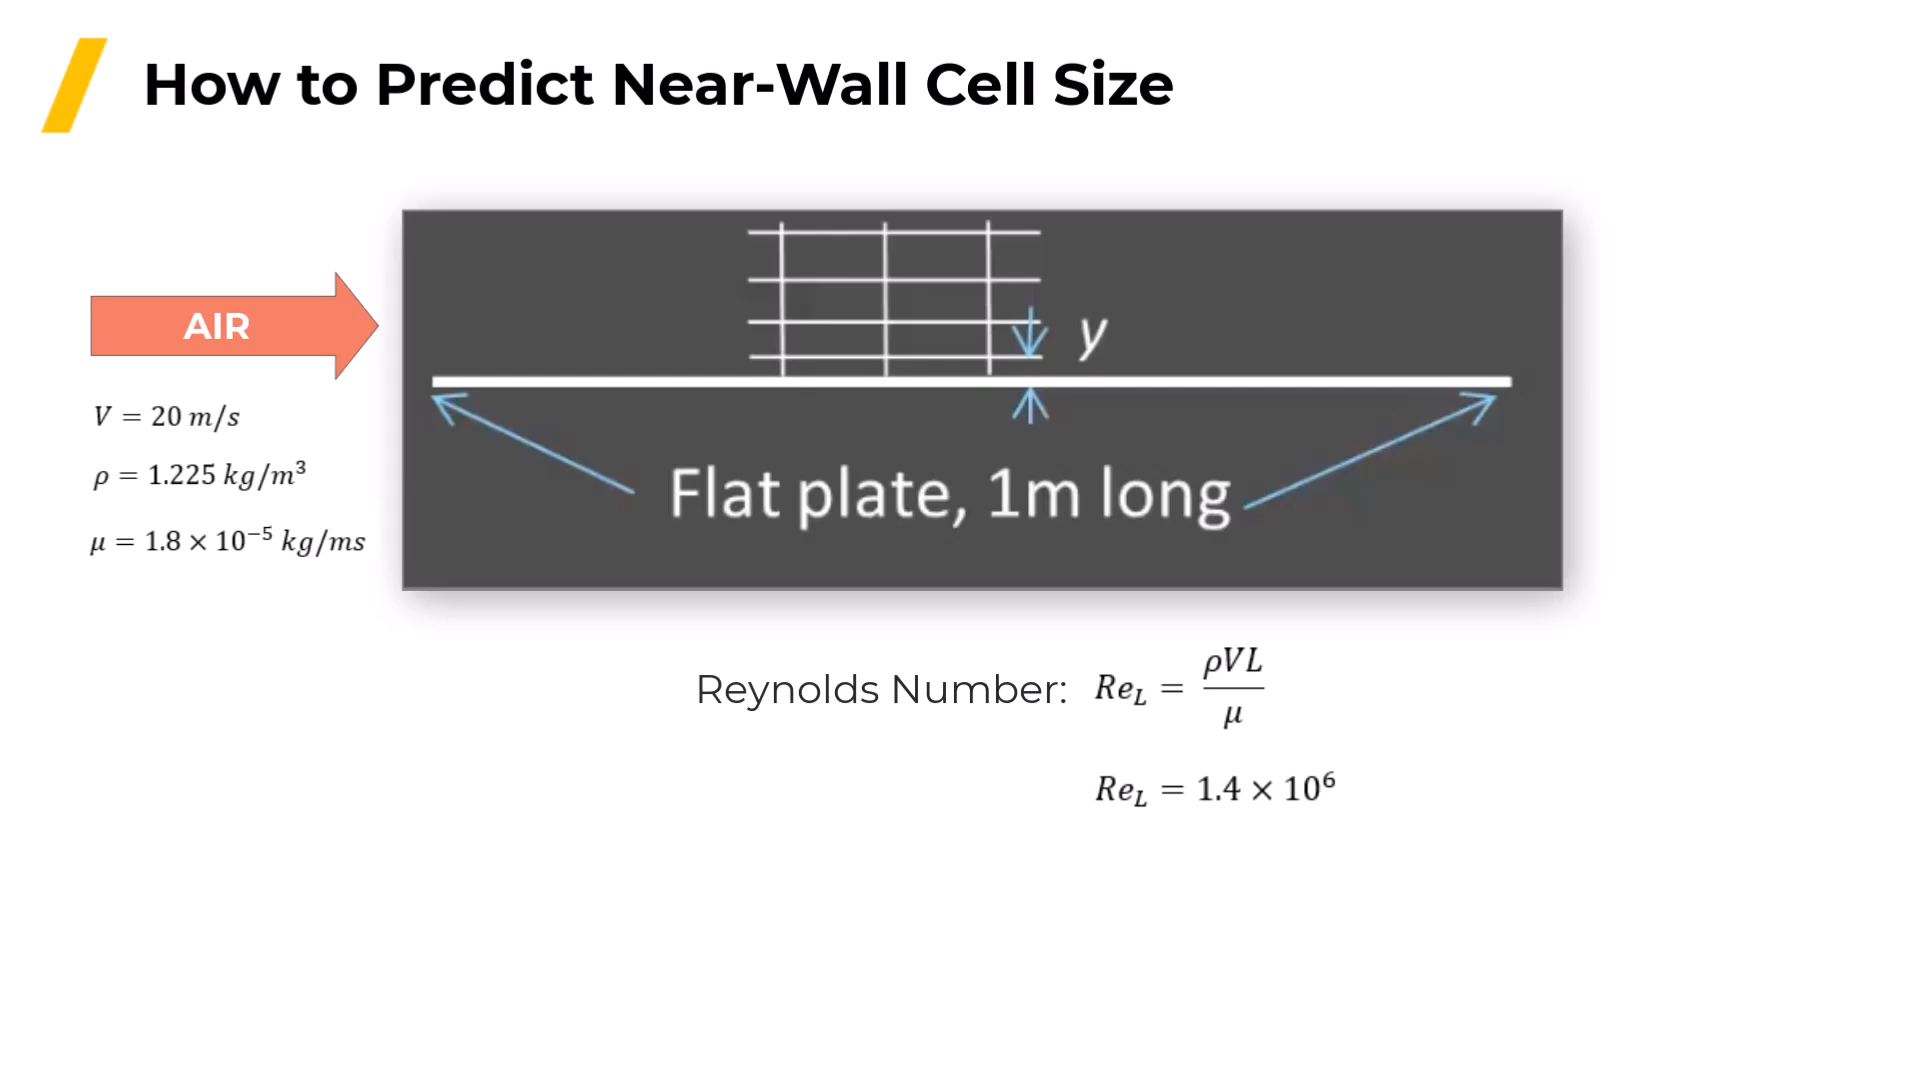 How to Predict Near-Wall Cell Size
AIR
V = 20 m/s
ρ = 1.225 kg/m³
μ = 1.8 × 10⁻⁵ kg/ms
y
Flat plate, 1m long
Reynolds Number: Re_L = ρVL / μ
Re_L = 1.4 × 10⁶